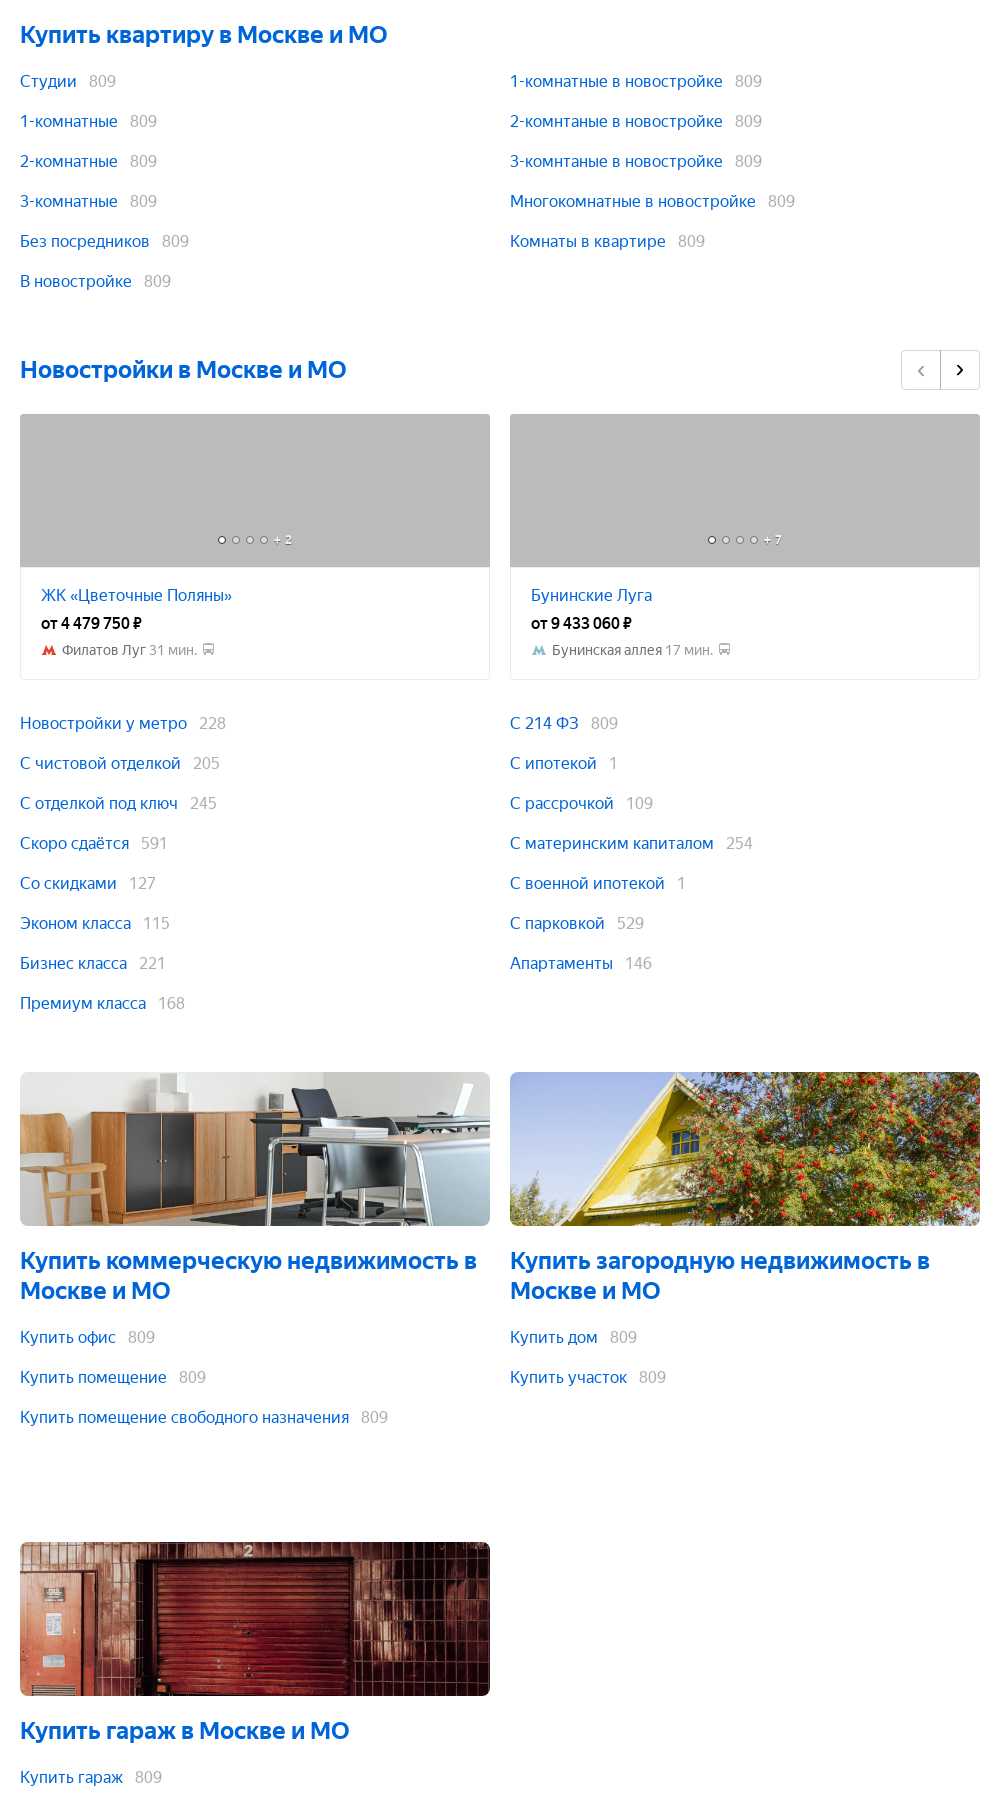 Купить квартиру в Москве и МО
Студии 809
1-комнатные 809
2-комнатные 809
3-комнатные 809
Без посредников 809
В новостройке 809
1-комнатные в новостройке 809
2-комнтаные в новостройке 809
3-комнтаные в новостройке 809
Многокомнатные в новостройке 809
Комнаты в квартире 809
Новостройки в Москве и МО
+ 2
ЖК «Цветочные Поляны»
от 4 479 750 ₽
Филатов Луг 31 мин.
+ 7
Бунинские Луга
от 9 433 060 ₽
Бунинская аллея 17 мин.
Новостройки у метро 228
С чистовой отделкой 205
С отделкой под ключ 245
Скоро сдаётся 591
Со скидками 127
Эконом класса 115
Бизнес класса 221
Премиум класса 168
С 214 ФЗ 809
С ипотекой 1
С рассрочкой 109
С материнским капиталом 254
С военной ипотекой 1
С парковкой 529
Апартаменты 146
Купить коммерческую недвижимость в
Москве и МО
Купить офис 809
Купить помещение 809
Купить помещение свободного назначения 809
Купить загородную недвижимость в
Москве и МО
Купить дом 809
Купить участок 809
2
Купить гараж в Москве и МО
Купить гараж 809